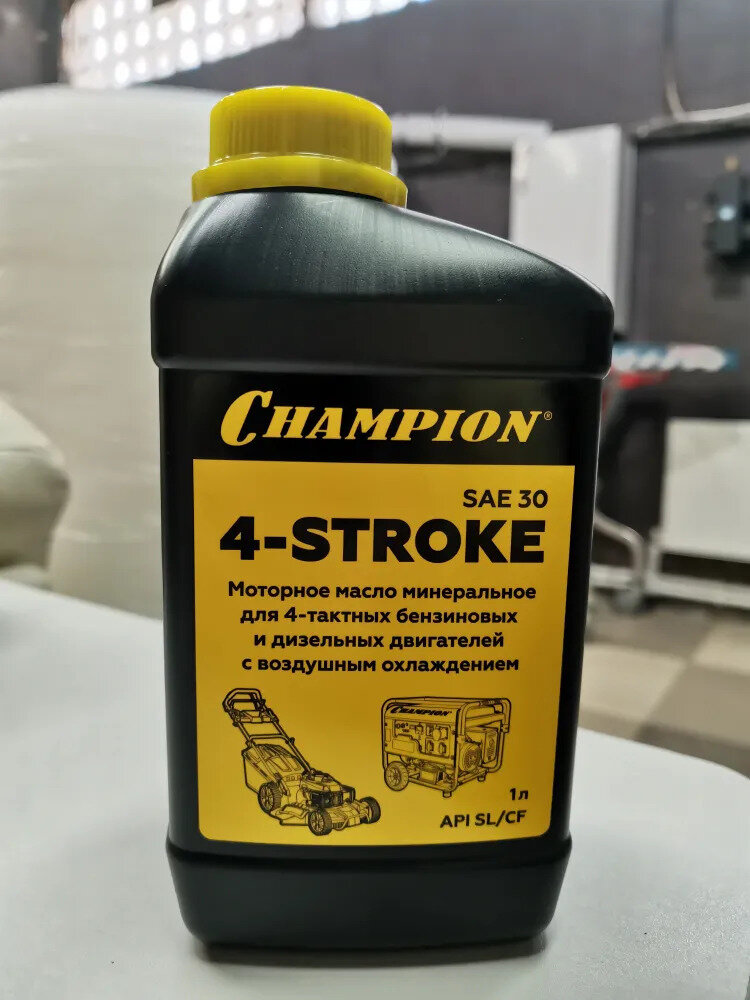 CHAMPION®
SAE 30
4-STROKE
Моторное масло минеральное
для 4-тактных бензиновых
и дизельных двигателей
с воздушным охлаждением
CHAMPION
1л
API SL/CF